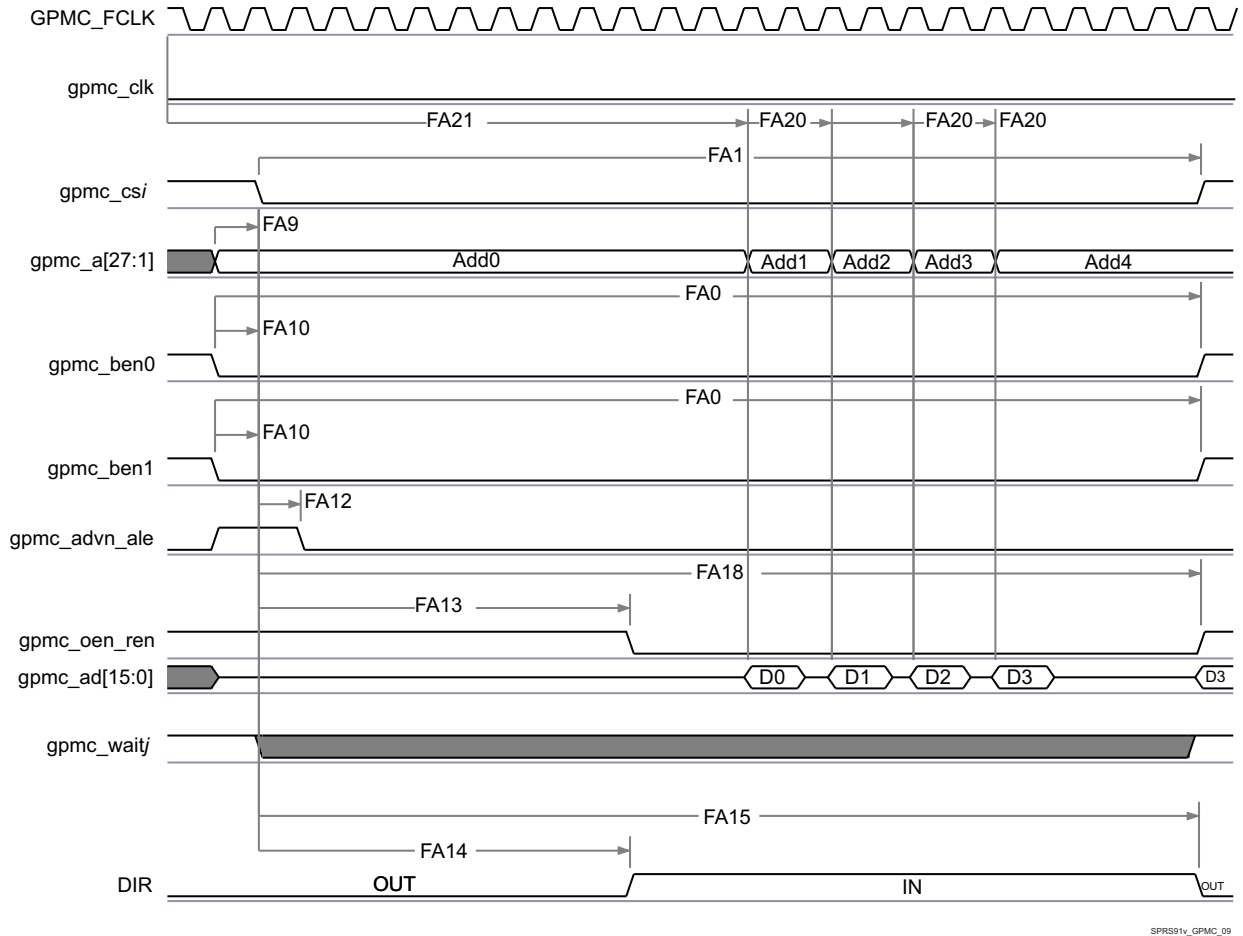 GPMC_FCLK
gpmc_clk
FA21 FA20 FA20 FA20
FA1
gpmc_csi
FA9
gpmc_a[27:1] Add0 Add1 Add2 Add3 Add4
FA0
FA10
gpmc_ben0
FA0
FA10
gpmc_ben1
FA12
gpmc_advn_ale
FA18
FA13
gpmc_oen_ren
gpmc_ad[15:0] D0 D1 D2 D3 D3
gpmc_waitj
FA15
FA14
DIR OUT IN OUT
SPRS91v_GPMC_09